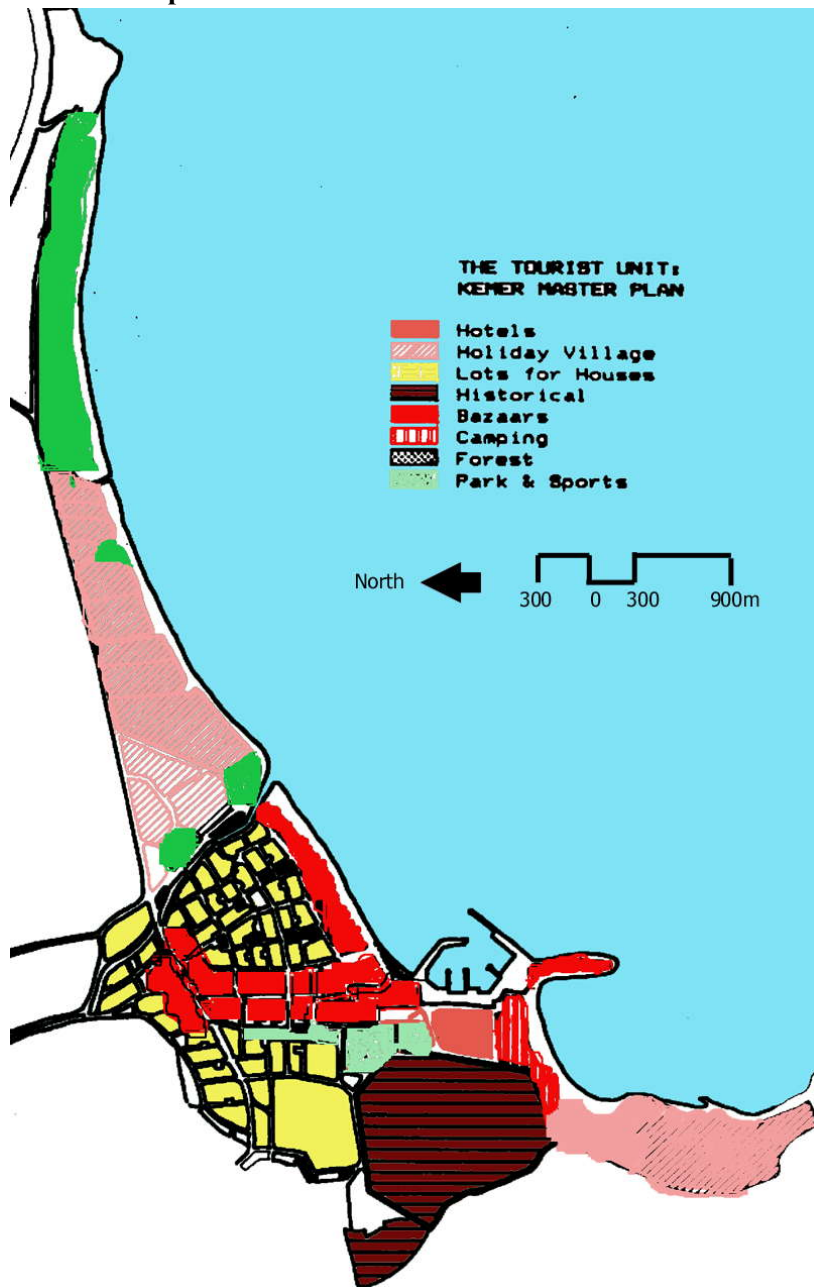 THE TOURIST UNIT:
KEMER MASTER PLAN
Hotels
Holiday Village
Lots for Houses
Historical
Bazaars
Camping
Forest
Park & Sports
North
300 0 300 900m